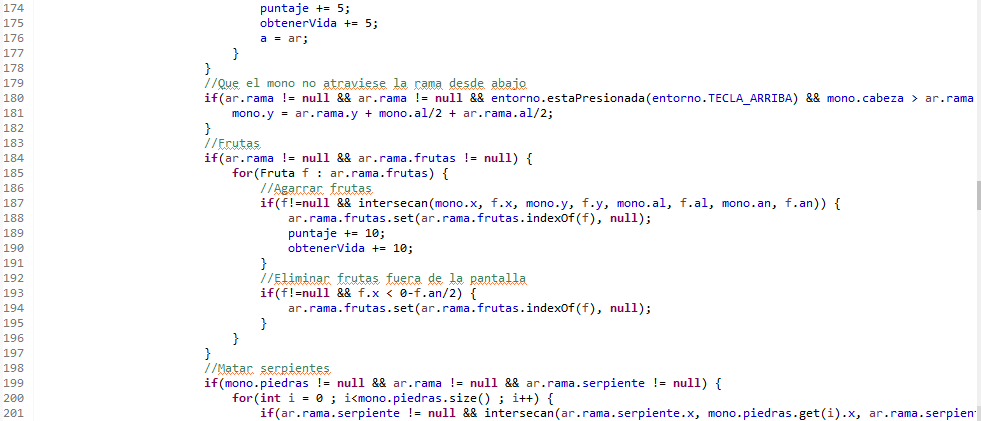 174 puntaje += 5;
175 obtenerVida += 5;
176 a = ar;
177 }
178 }
179 //Que el mono no atraviese la rama desde abajo
180 if(ar.rama != null && ar.rama != null && entorno.estaPresionada(entorno.TECLA_ARRIBA) && mono.cabeza > ar.rama
181 mono.y = ar.rama.y + mono.al/2 + ar.rama.al/2;
182 }
183 //Frutas
184 if(ar.rama != null && ar.rama.frutas != null) {
185 for(Fruta f : ar.rama.frutas) {
186 //Agarrar frutas
187 if(f!=null && intersecan(mono.x, f.x, mono.y, f.y, mono.al, f.al, mono.an, f.an)) {
188 ar.rama.frutas.set(ar.rama.frutas.indexOf(f), null);
189 puntaje += 10;
190 obtenerVida += 10;
191 }
192 //Eliminar frutas fuera de la pantalla
193 if(f!=null && f.x < 0-f.an/2) {
194 ar.rama.frutas.set(ar.rama.frutas.indexOf(f), null);
195 }
196 }
197 }
198 //Matar serpientes
199 if(mono.piedras != null && ar.rama != null && ar.rama.serpiente != null) {
200 for(int i = 0 ; i<mono.piedras.size() ; i++) {
201 if(ar.rama.serpiente != null && intersecan(ar.rama.serpiente.x, mono.piedras.get(i).x, ar.rama.serpien